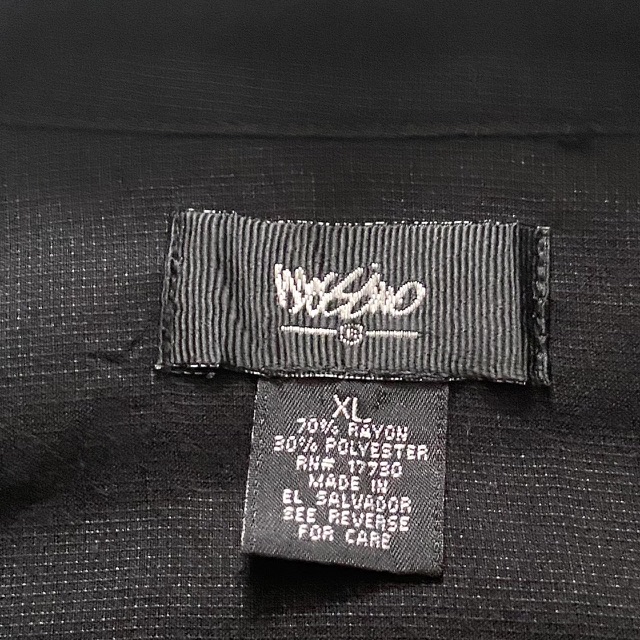 Mossimo
XL
70% RAYON
30% POLYESTER
RN# 17730
MADE IN
EL SALVADOR
SEE REVERSE
FOR CARE